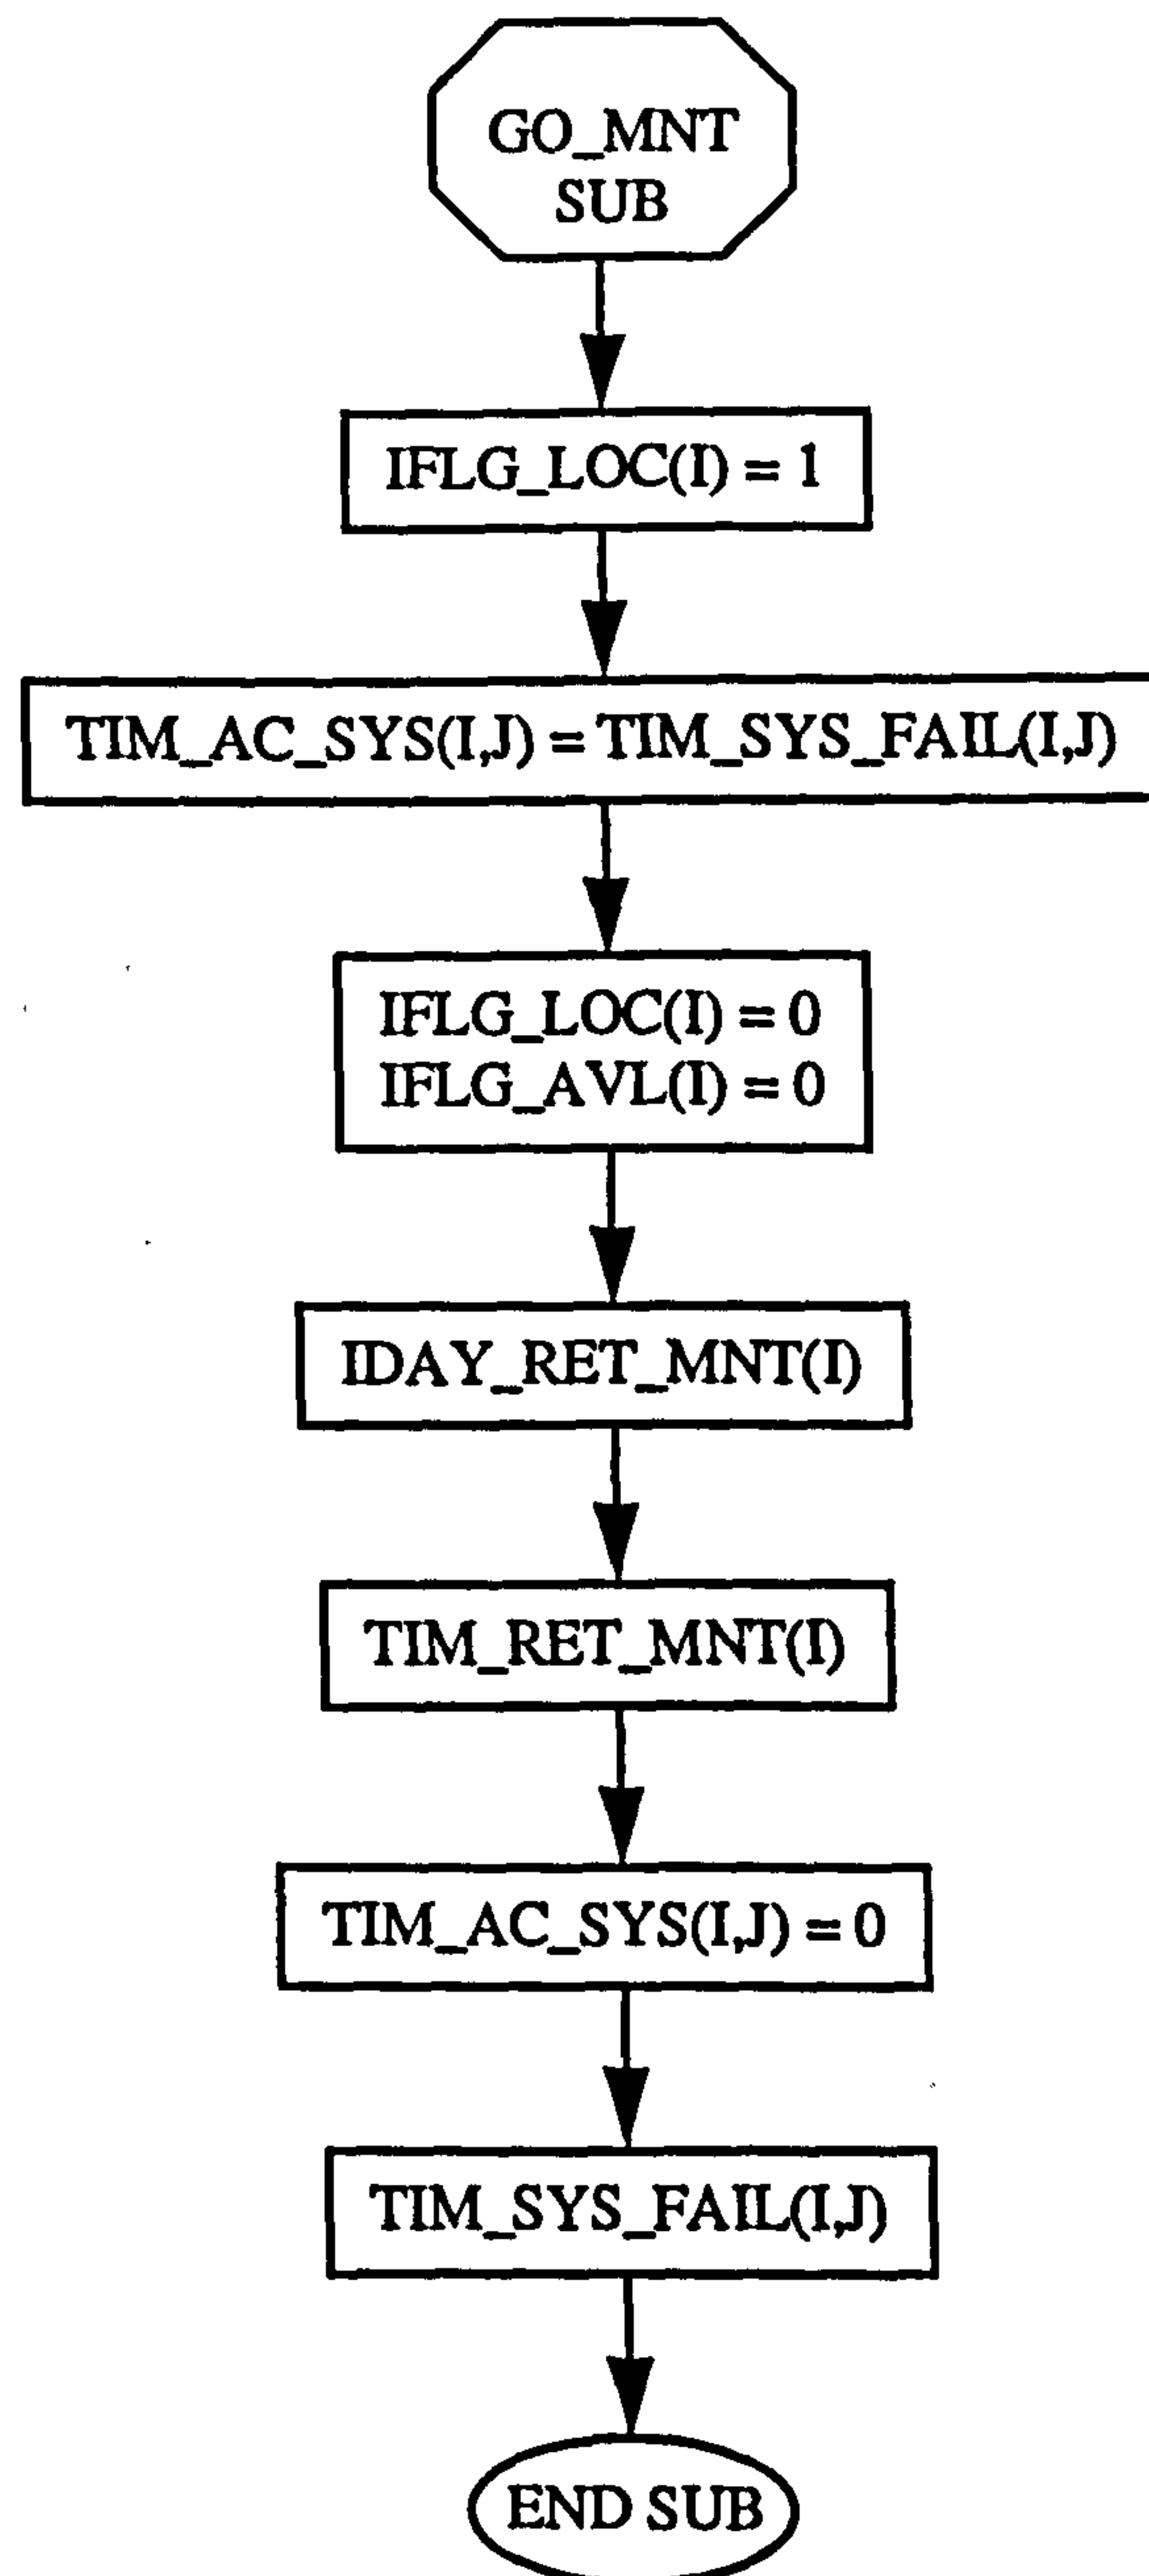 GO_MNT
SUB
IFLG_LOC(I) = 1
TIM_AC_SYS(I,J) = TIM_SYS_FAIL(I,J)
IFLG_LOC(I) = 0
IFLG_AVL(I) = 0
IDAY_RET_MNT(I)
TIM_RET_MNT(I)
TIM_AC_SYS(I,J) = 0
TIM_SYS_FAIL(I,J)
END SUB